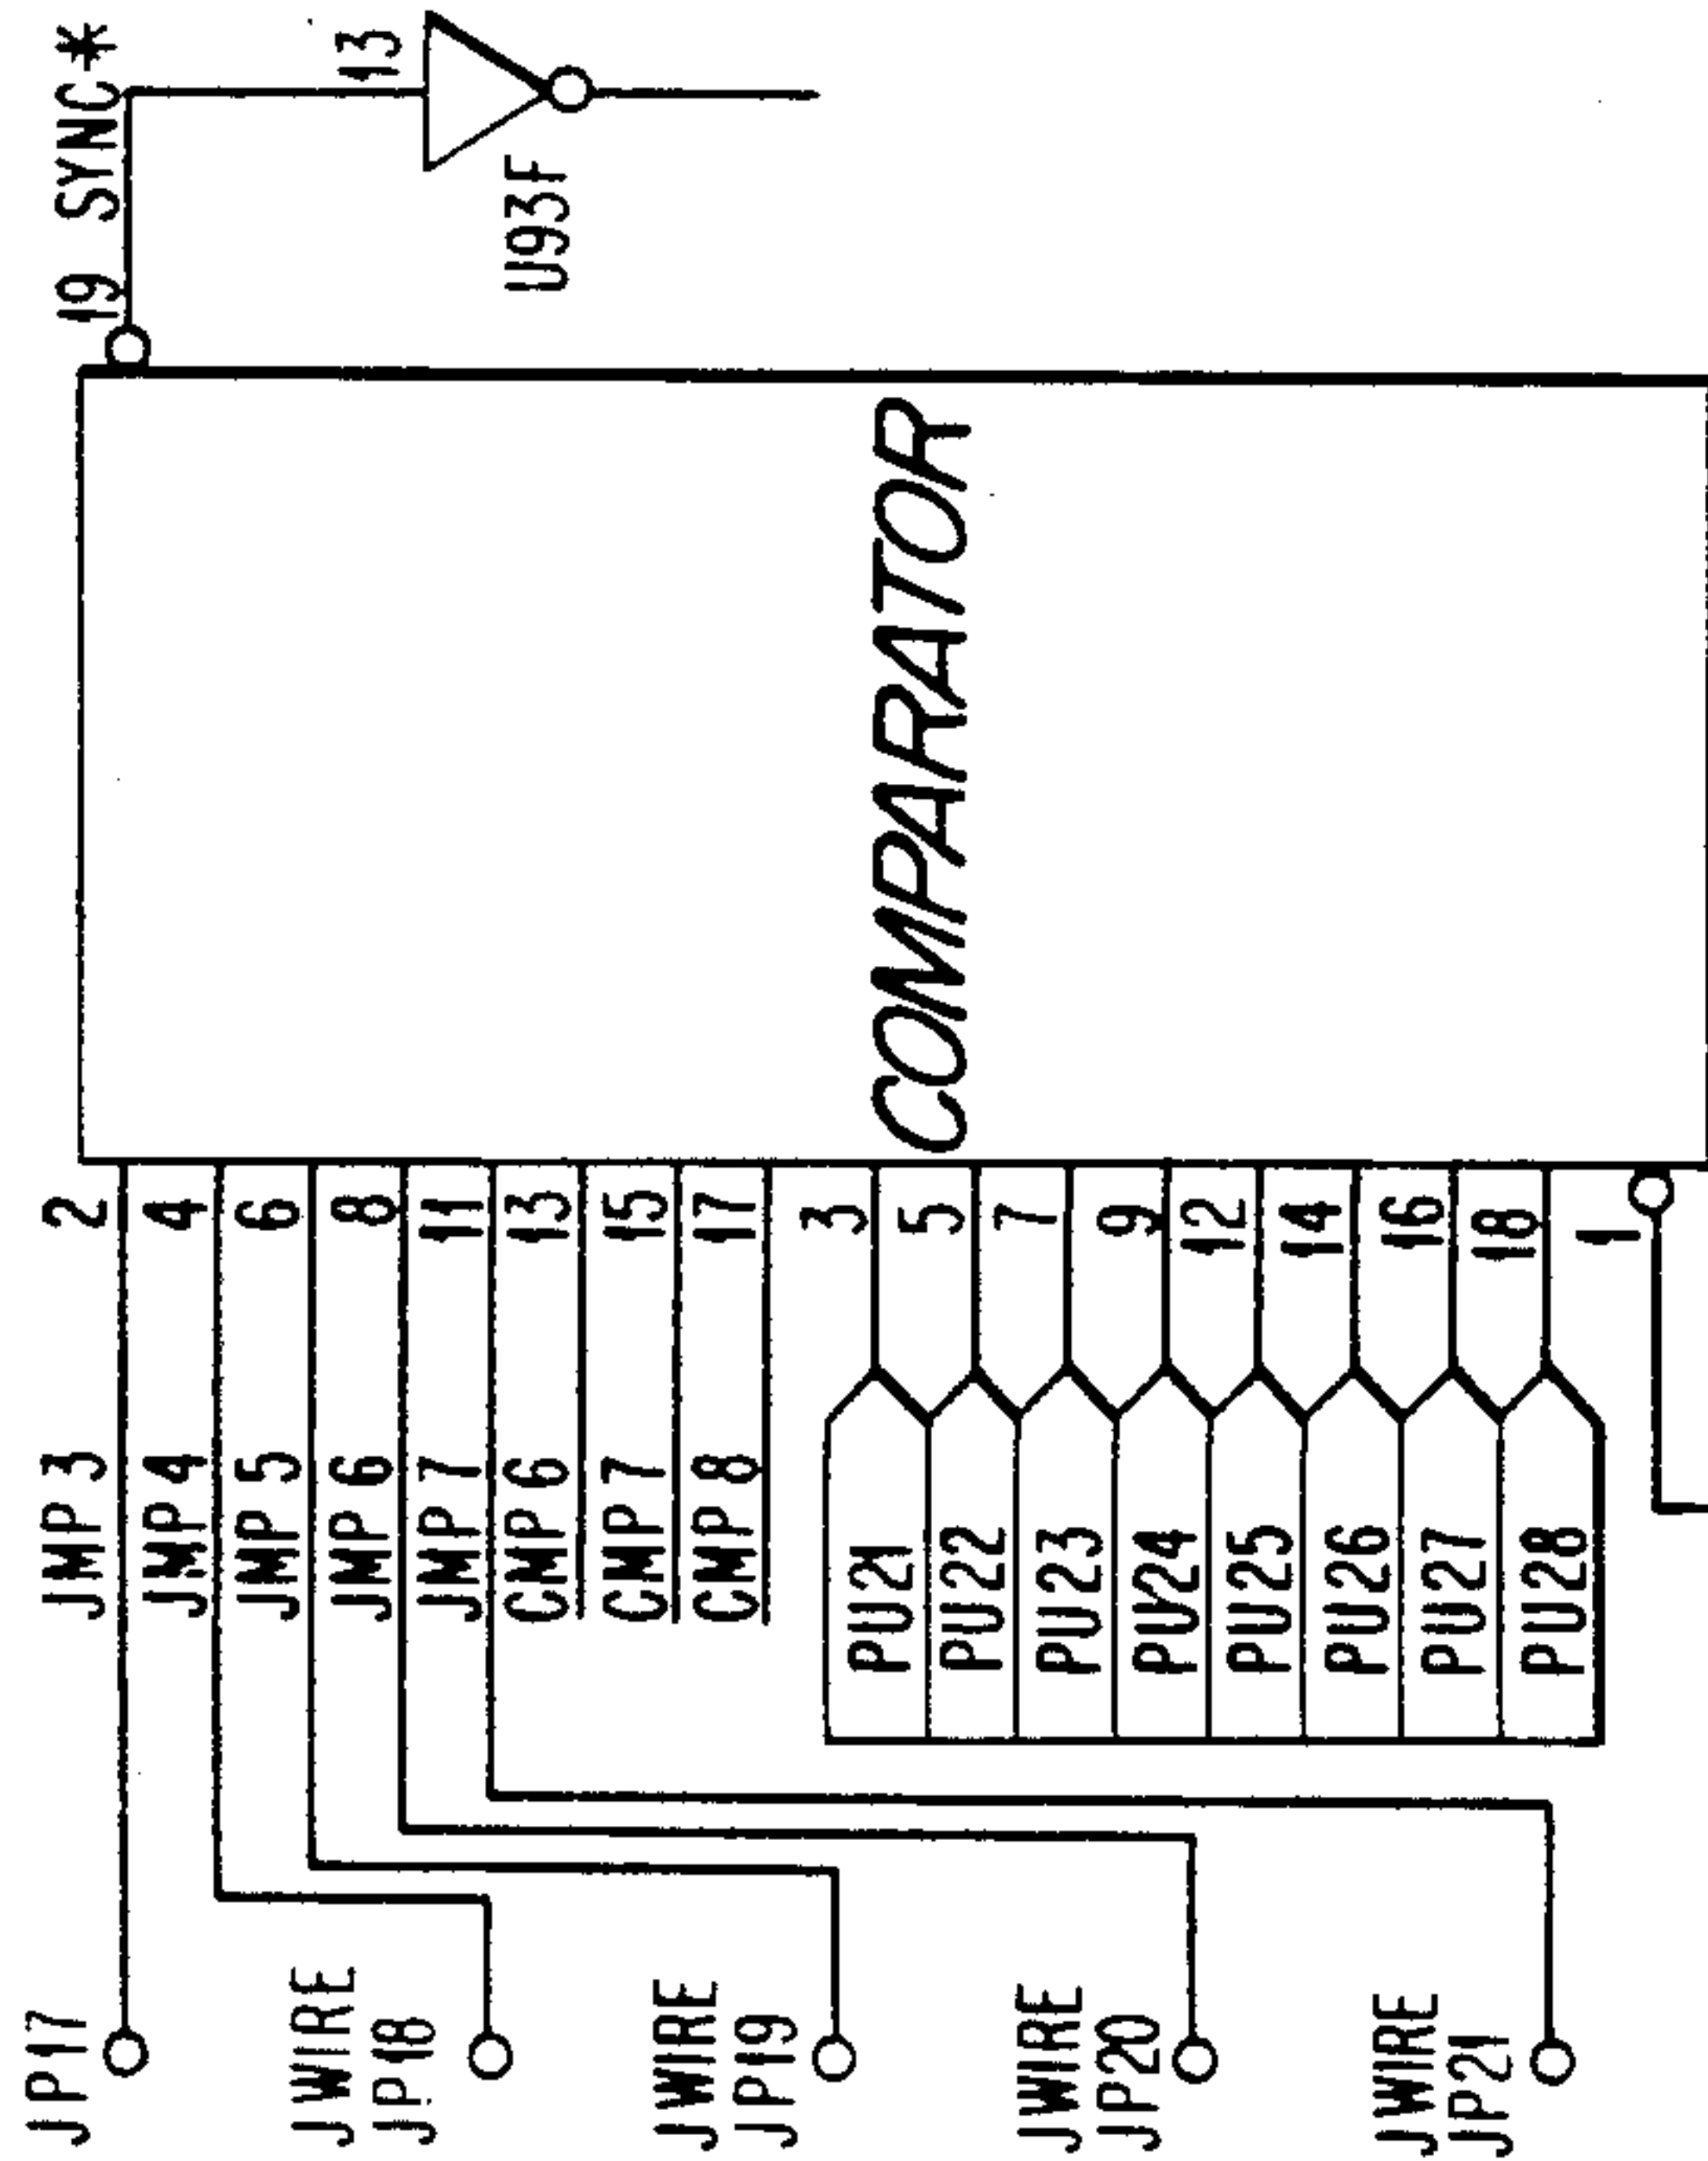 JP17
JWIRE
JP18
JWIRE
JP19
JWIRE
JP20
JWIRE
JP21
JMP 3
JMP 4
JMP 5
JMP 6
JMP 7
CMP 6
CMP 7
CMP 8
PU21
PU22
PU23
PU24
PU25
PU26
PU27
PU28
2
4
6
8
11
13
15
17
3
5
7
9
12
14
16
18
1
COMPARATOR
19 SYNC*
13
U93F